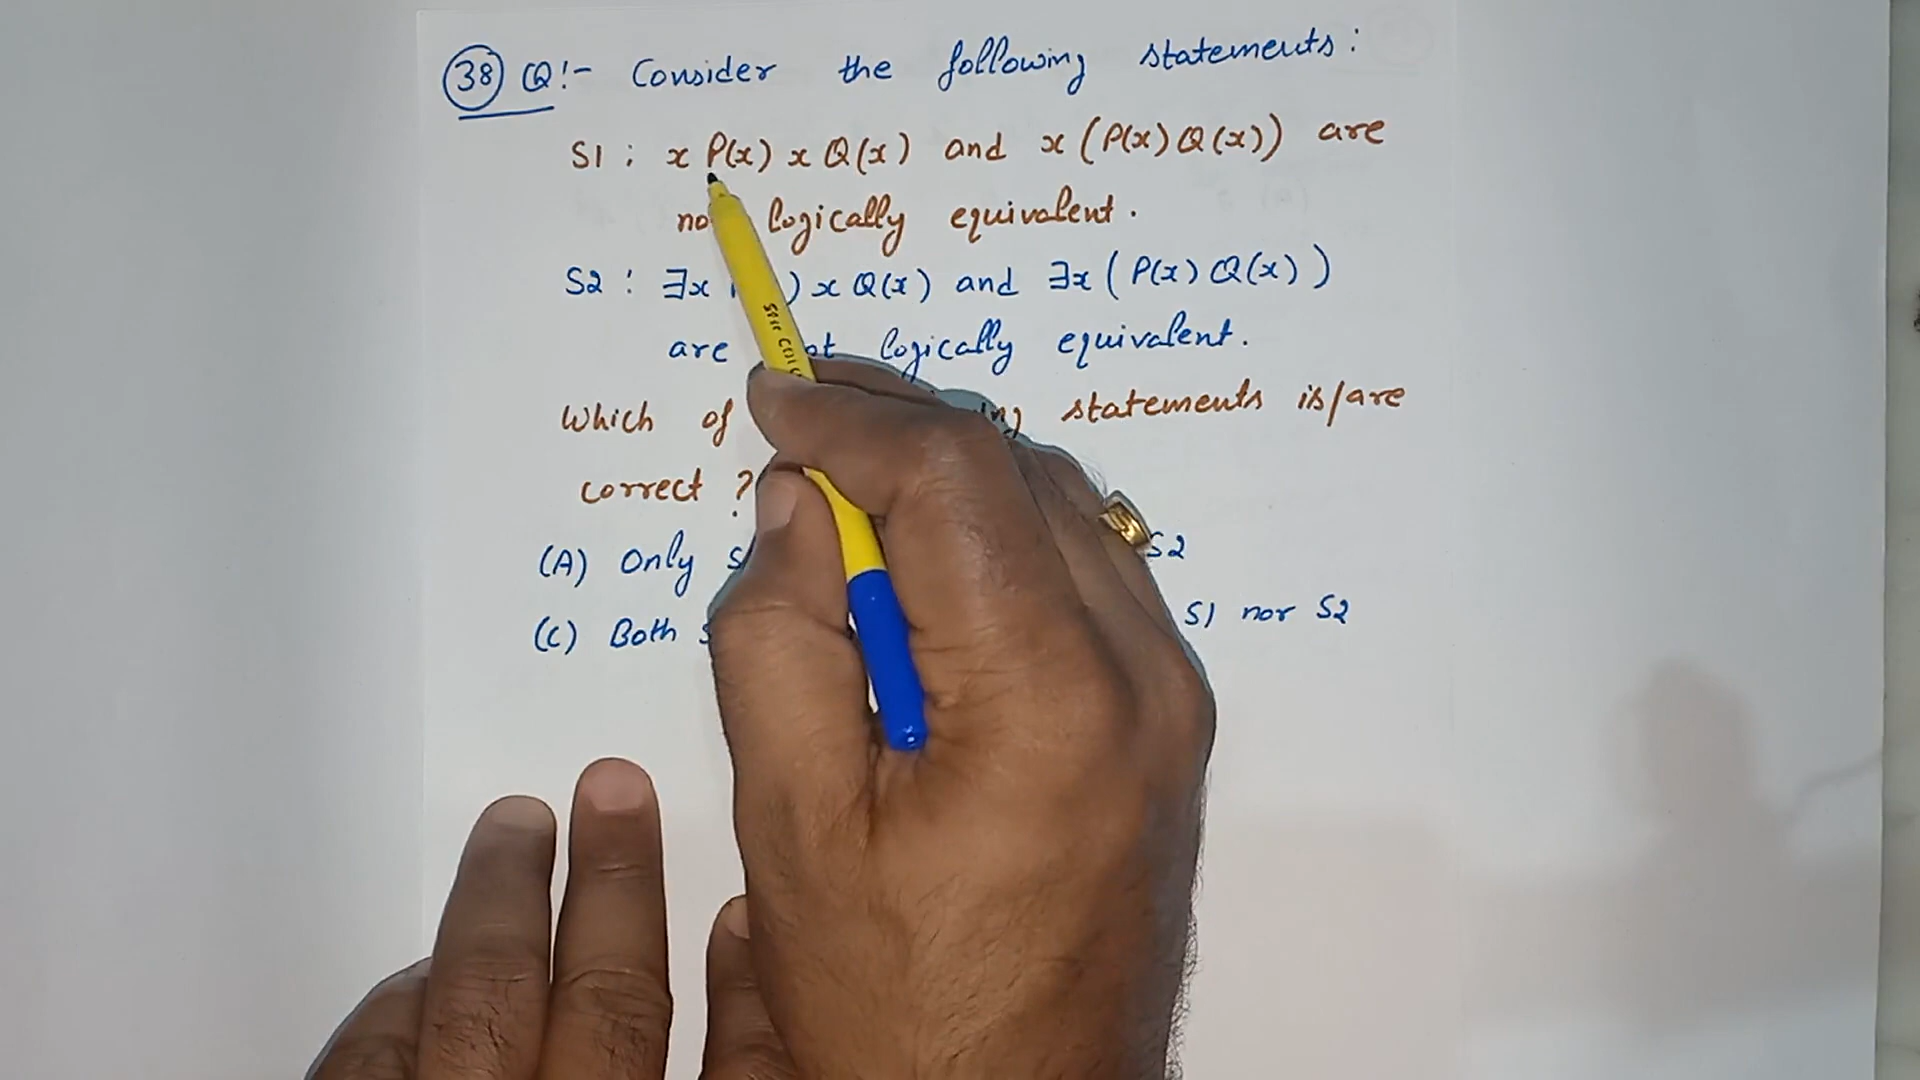 38 Q!- Consider the following statements:
S1: x P(x) x Q(x) and x (P(x) Q(x)) are
logically equivalent.
S2: ∃x ) x Q(x) and ∃x (P(x) Q(x))
are logically equivalent.
Which of statements is/are
correct ?
(A) Only S2
(C) Both S1 nor S2